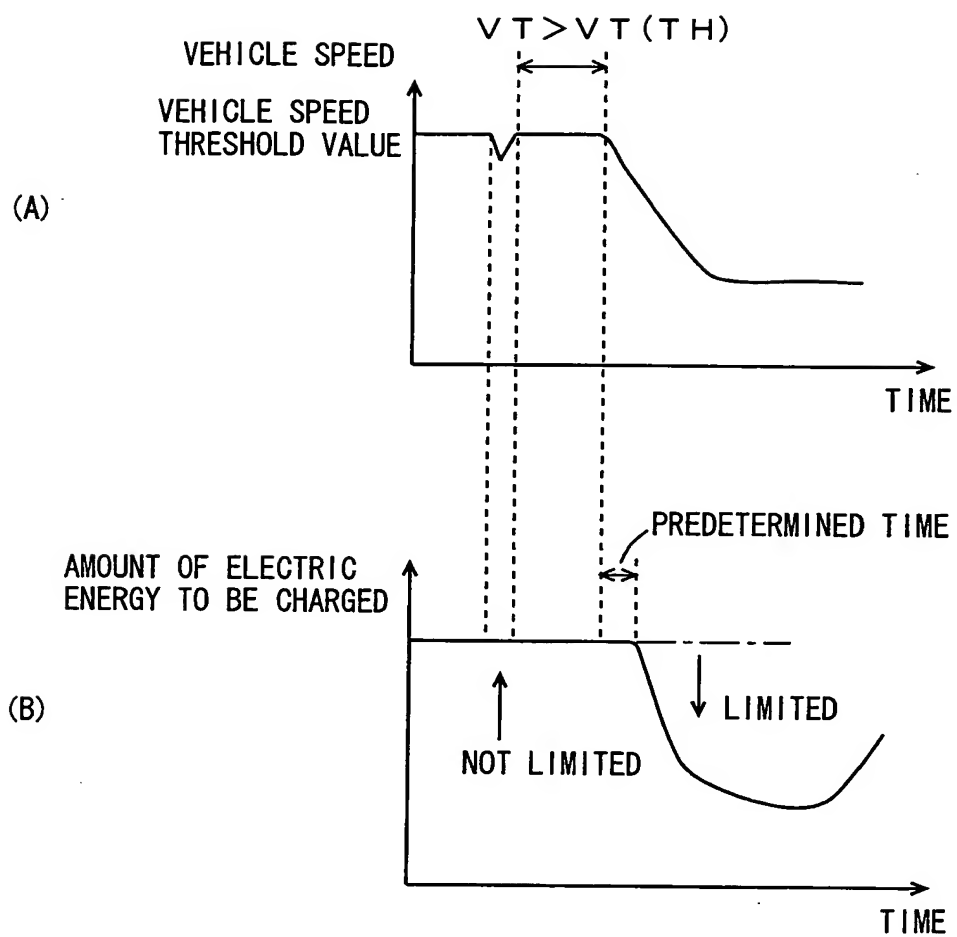 VT>VT(TH)
VEHICLE SPEED
VEHICLE SPEED
THRESHOLD VALUE
(A)
TIME
PREDETERMINED TIME
AMOUNT OF ELECTRIC
ENERGY TO BE CHARGED
(B)
LIMITED
NOT LIMITED
TIME